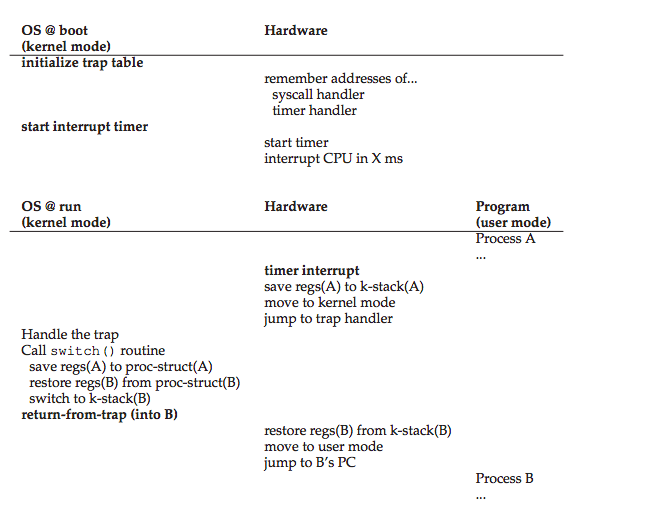 OS @ boot Hardware
(kernel mode)
initialize trap table
remember addresses of...
syscall handler
timer handler
start interrupt timer
start timer
interrupt CPU in X ms
OS @ run Hardware Program
(kernel mode) (user mode)
Process A
...
timer interrupt
save regs(A) to k-stack(A)
move to kernel mode
jump to trap handler
Handle the trap
Call switch() routine
save regs(A) to proc-struct(A)
restore regs(B) from proc-struct(B)
switch to k-stack(B)
return-from-trap (into B)
restore regs(B) from k-stack(B)
move to user mode
jump to B's PC
Process B
...